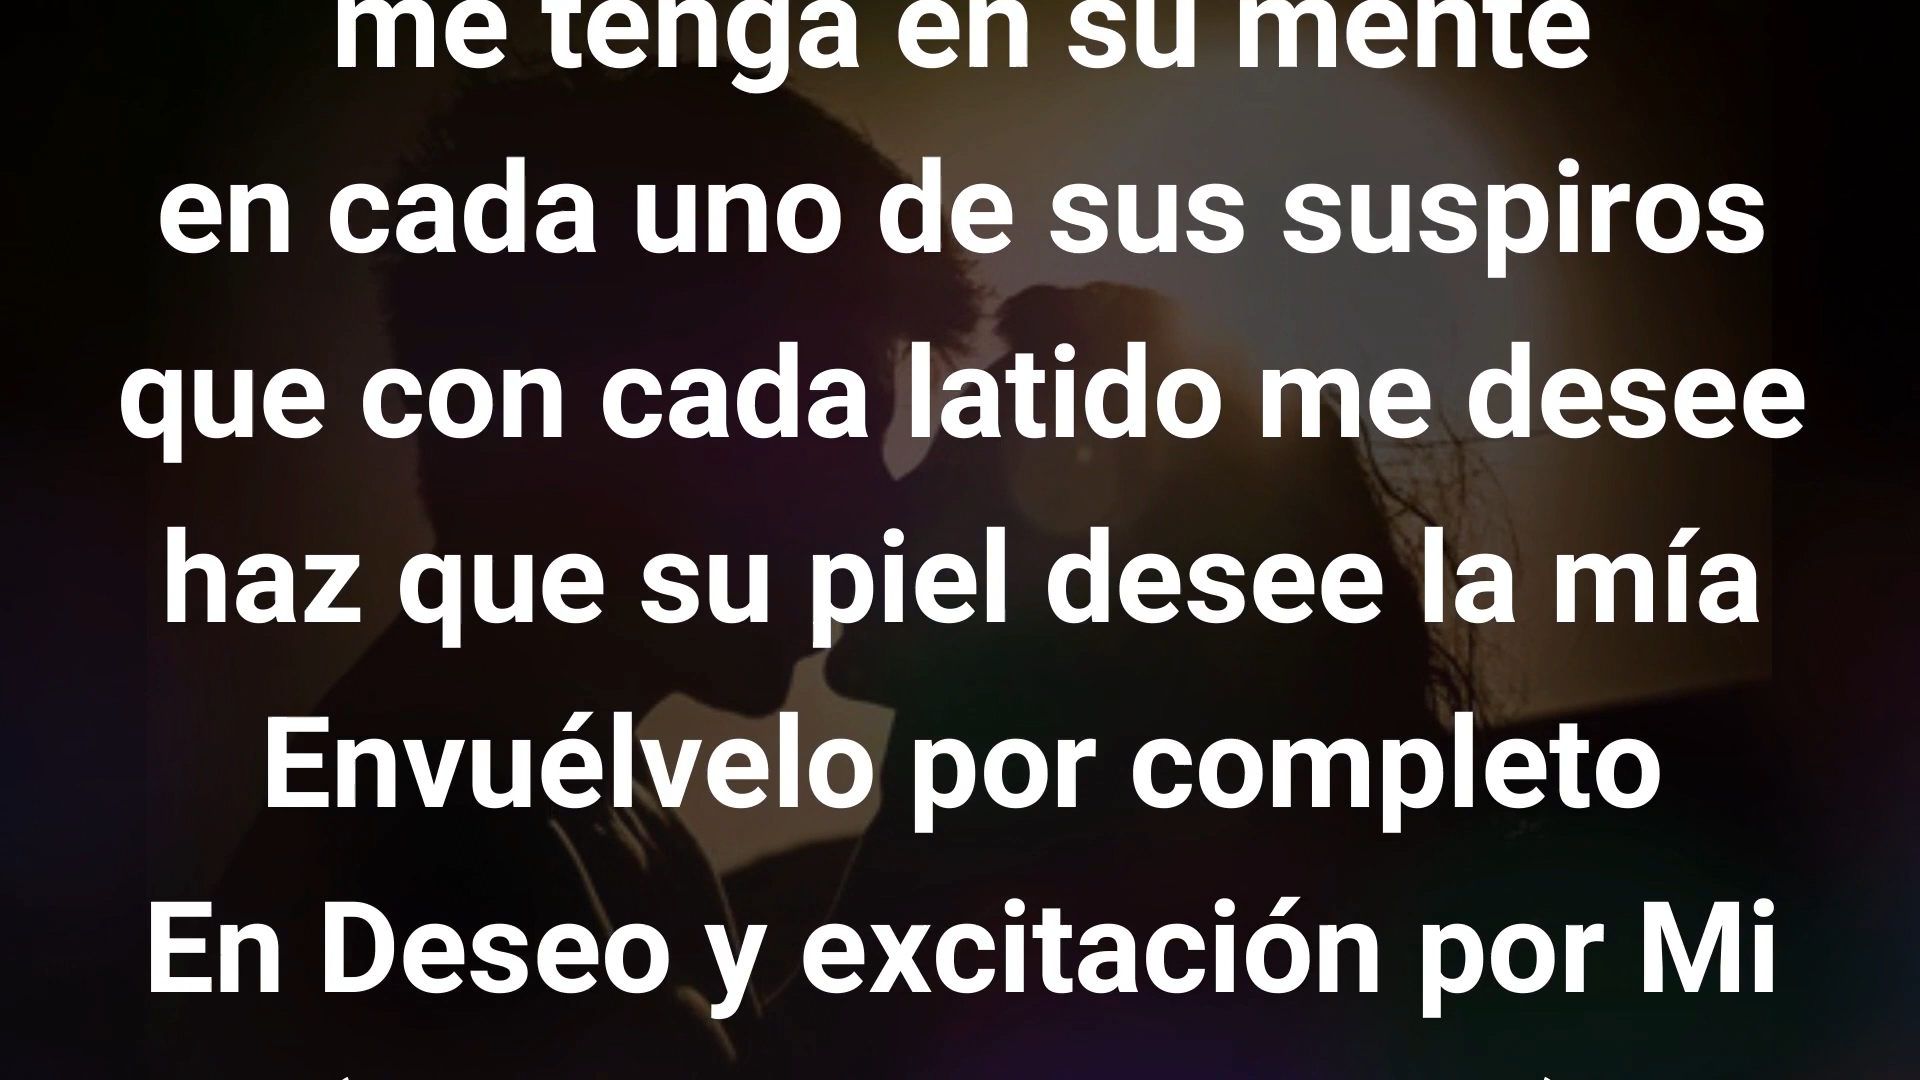 me tenga en su mente
en cada uno de sus suspiros
que con cada latido me desee
haz que su piel desee la mía
Envuélvelo por completo
En Deseo y excitación por Mi